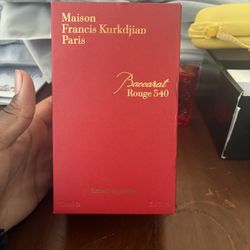 Maison
Francis Kurkdjian
Paris
Baccarat
Rouge 540